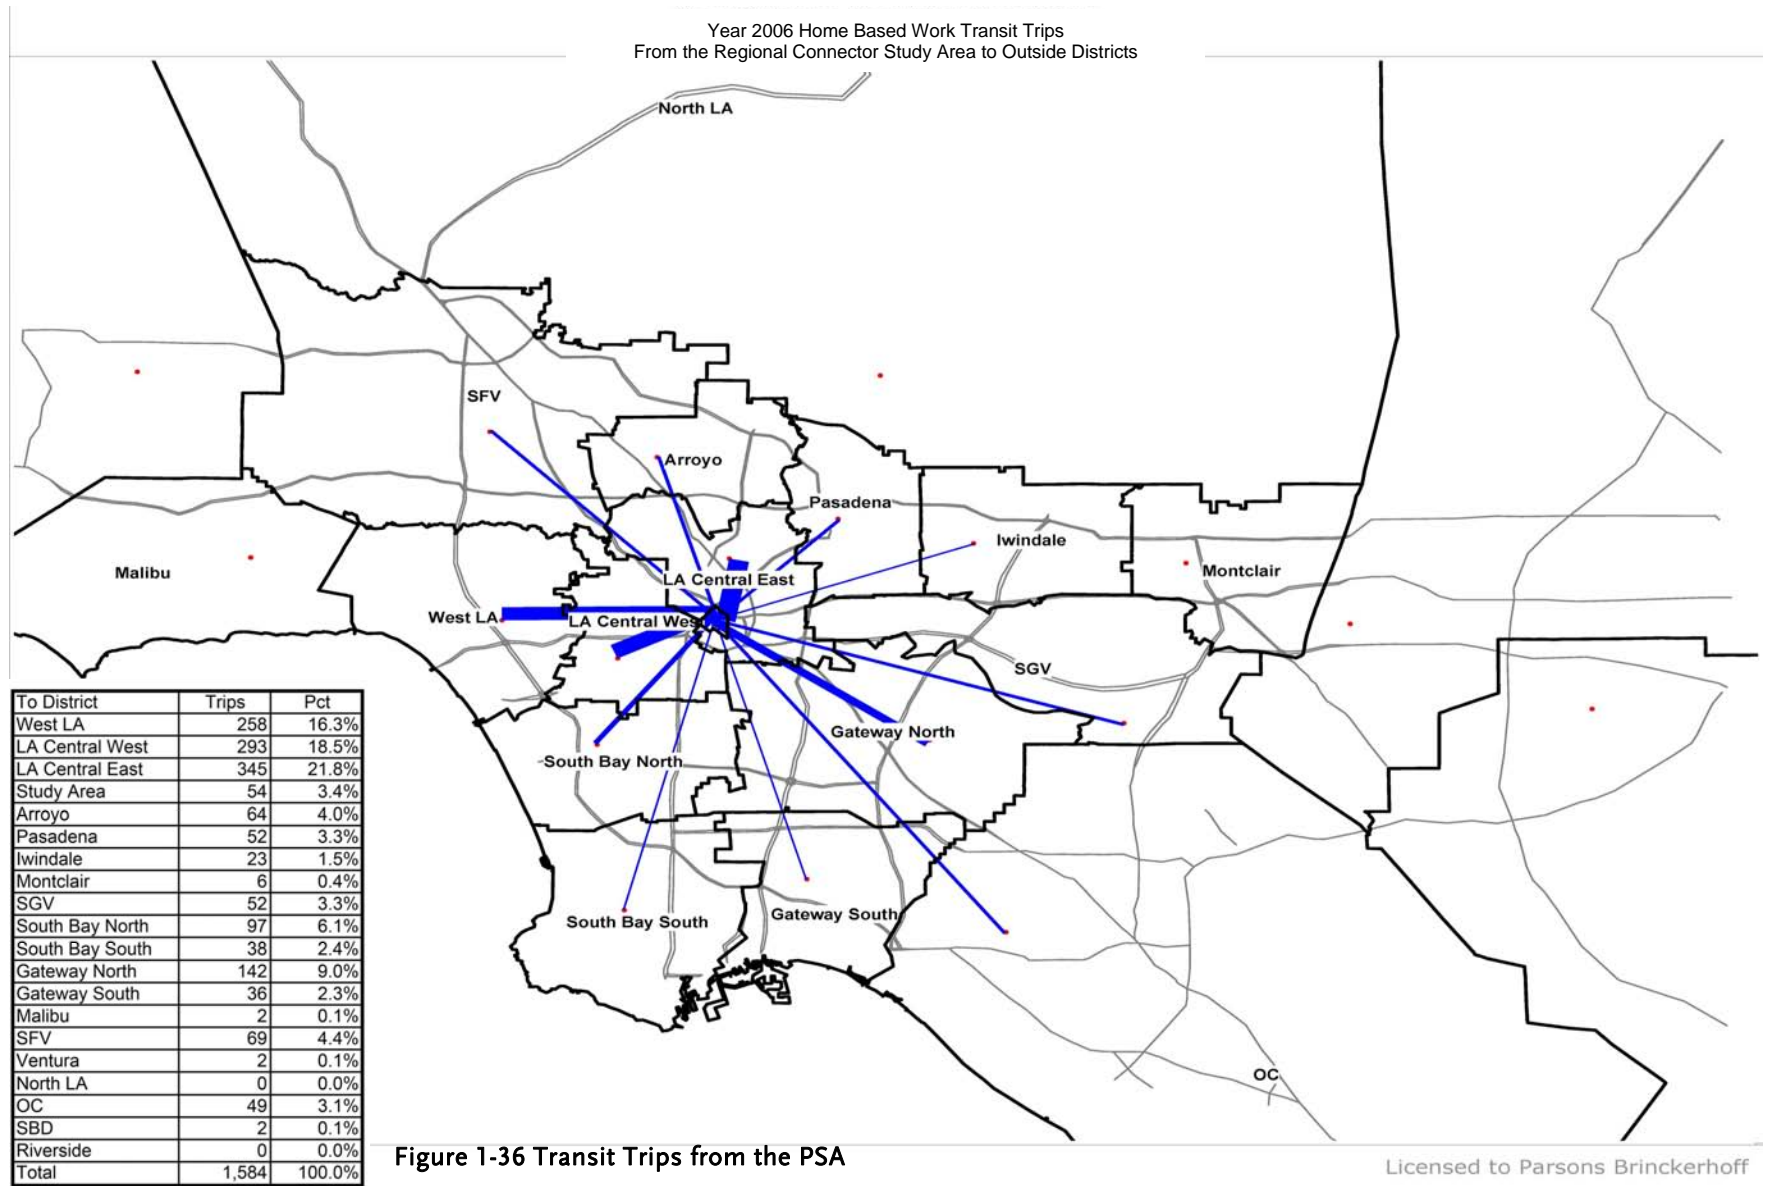 Year 2006 Home Based Work Transit Trips
From the Regional Connector Study Area to Outside Districts
North LA
SFV
Arroyo
Pasadena
Iwindale
Montclair
Malibu
LA Central East
West LA
LA Central Wes
SGV
Gateway North
South Bay North
South Bay South
Gateway South
OC
To District Trips Pct
West LA 258 16.3%
LA Central West 293 18.5%
LA Central East 345 21.8%
Study Area 54 3.4%
Arroyo 64 4.0%
Pasadena 52 3.3%
Iwindale 23 1.5%
Montclair 6 0.4%
SGV 52 3.3%
South Bay North 97 6.1%
South Bay South 38 2.4%
Gateway North 142 9.0%
Gateway South 36 2.3%
Malibu 2 0.1%
SFV 69 4.4%
Ventura 2 0.1%
North LA 0 0.0%
OC 49 3.1%
SBD 2 0.1%
Riverside 0 0.0%
Total 1,584 100.0%
Figure 1-36 Transit Trips from the PSA
Licensed to Parsons Brinckerhoff